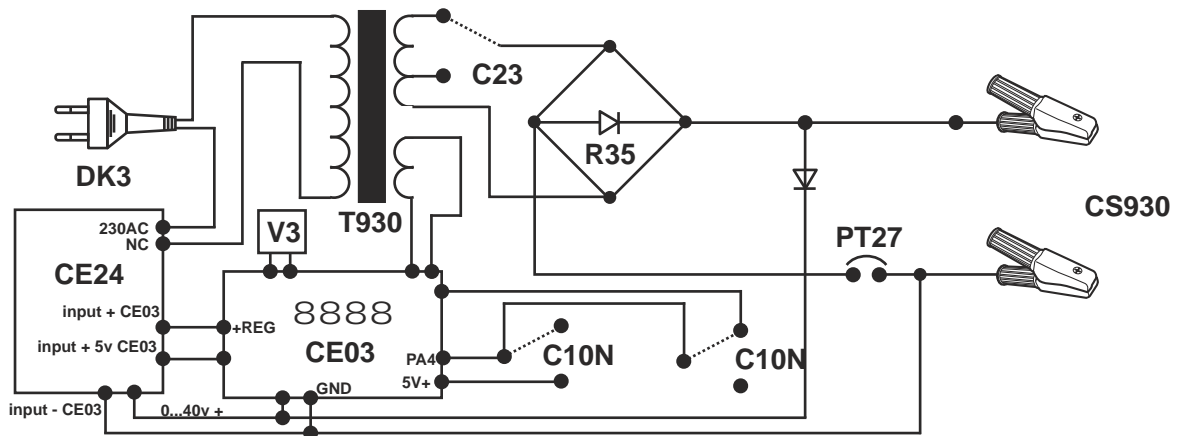 C23
DK3
R35
T930
CS930
230AC
NC
V3
PT27
CE24
8888
input + CE03
+REG
input + 5v CE03
CE03
PA4
C10N
C10N
5V+
GND
input - CE03
0...40v +